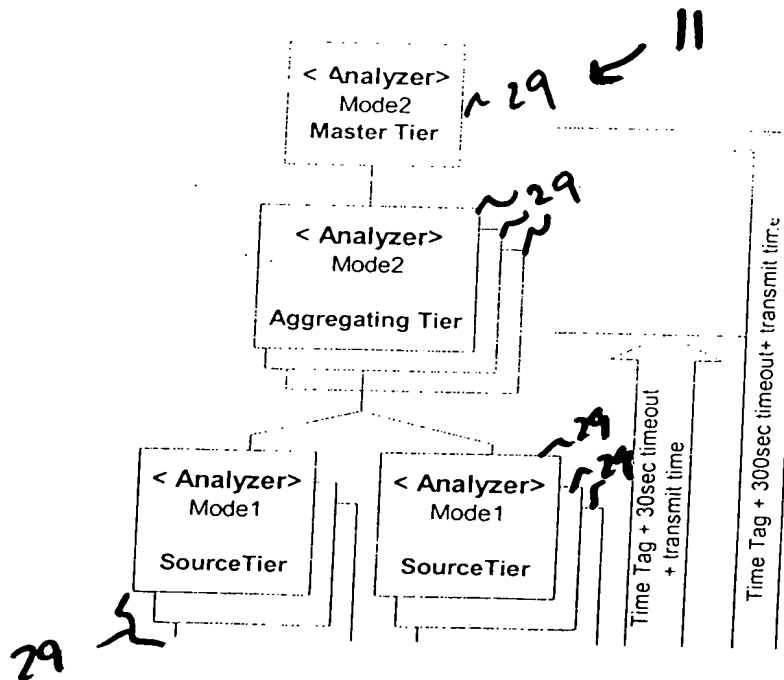 11
< Analyzer>
Mode2
Master Tier
29
29
< Analyzer>
Mode2
Aggregating Tier
29
29
< Analyzer>
Mode1
SourceTier
< Analyzer>
Mode1
SourceTier
29
Time Tag + 30sec timeout
+ transmit time
Time Tag + 300sec timeout+ transmit time